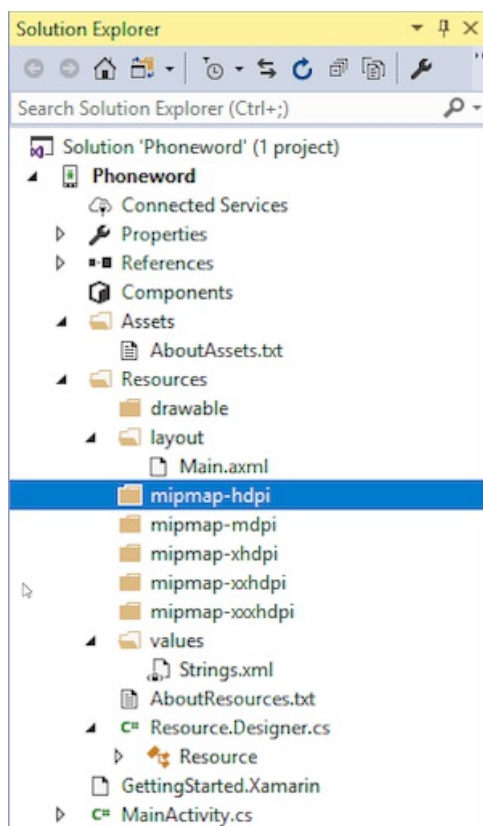 Solution Explorer
Search Solution Explorer (Ctrl+;)
Solution 'Phoneword' (1 project)
Phoneword
Connected Services
Properties
References
Components
Assets
AboutAssets.txt
Resources
drawable
layout
Main.axml
mipmap-hdpi
mipmap-mdpi
mipmap-xhdpi
mipmap-xxhdpi
mipmap-xxxhdpi
values
Strings.xml
AboutResources.txt
C# Resource.Designer.cs
Resource
GettingStarted.Xamarin
C# MainActivity.cs